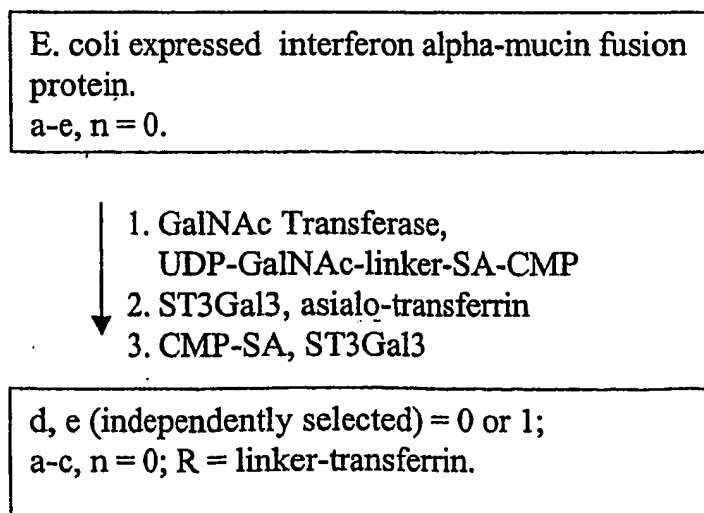 E. coli expressed interferon alpha-mucin fusion
protein.
a-e, n = 0.
1. GalNAc Transferase,
UDP-GalNAc-linker-SA-CMP
2. ST3Gal3, asialo-transferrin
3. CMP-SA, ST3Gal3
d, e (independently selected) = 0 or 1;
a-c, n = 0; R = linker-transferrin.